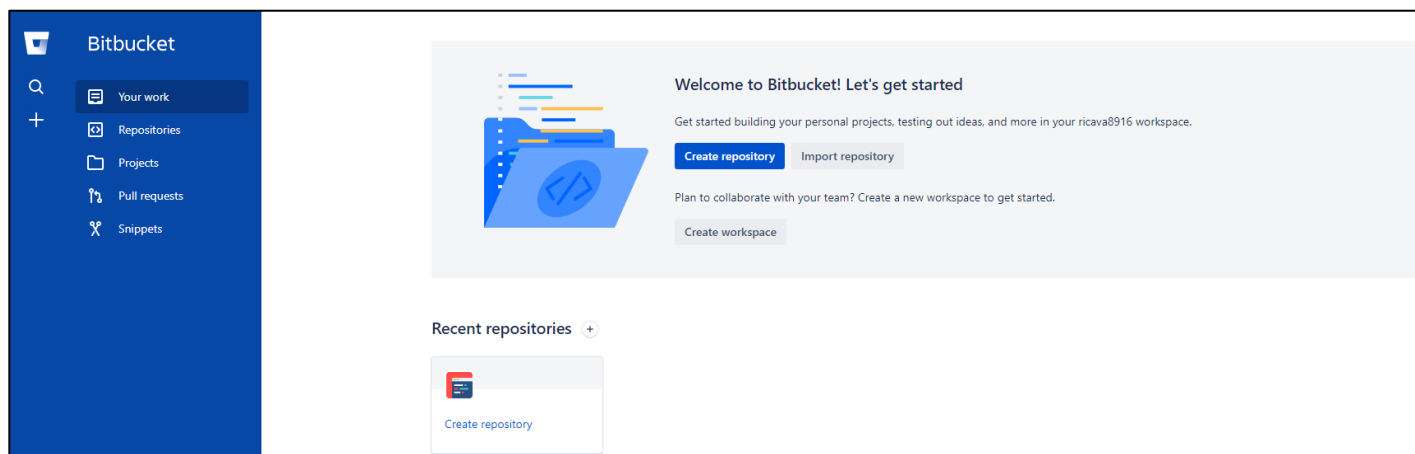 Bitbucket
Your work
Repositories
Projects
Pull requests
Snippets
Welcome to Bitbucket! Let's get started
Get started building your personal projects, testing out ideas, and more in your ricava8916 workspace.
Create repository Import repository
Plan to collaborate with your team? Create a new workspace to get started.
Create workspace
Recent repositories
Create repository